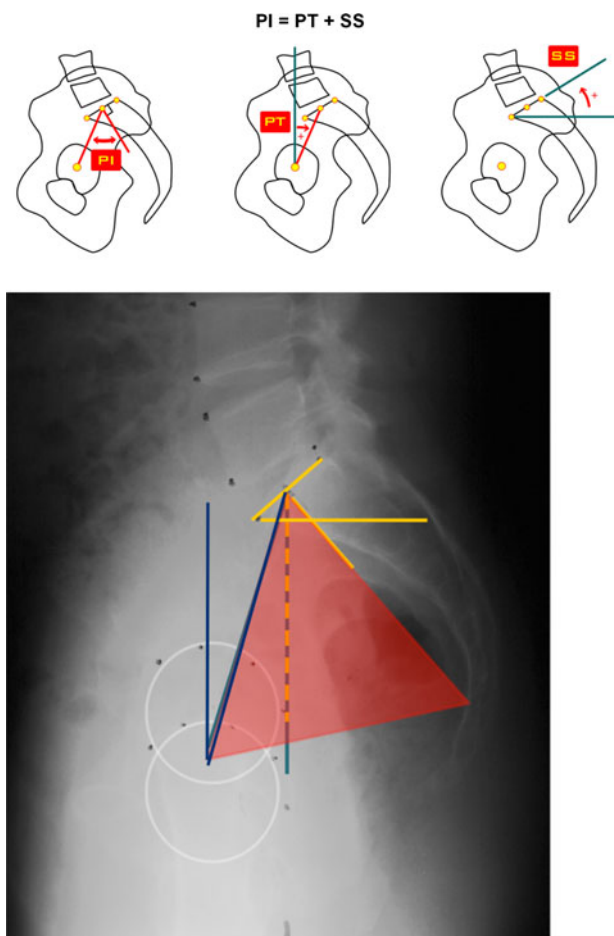 PI = PT + SS
PI
PT
+
SS
+